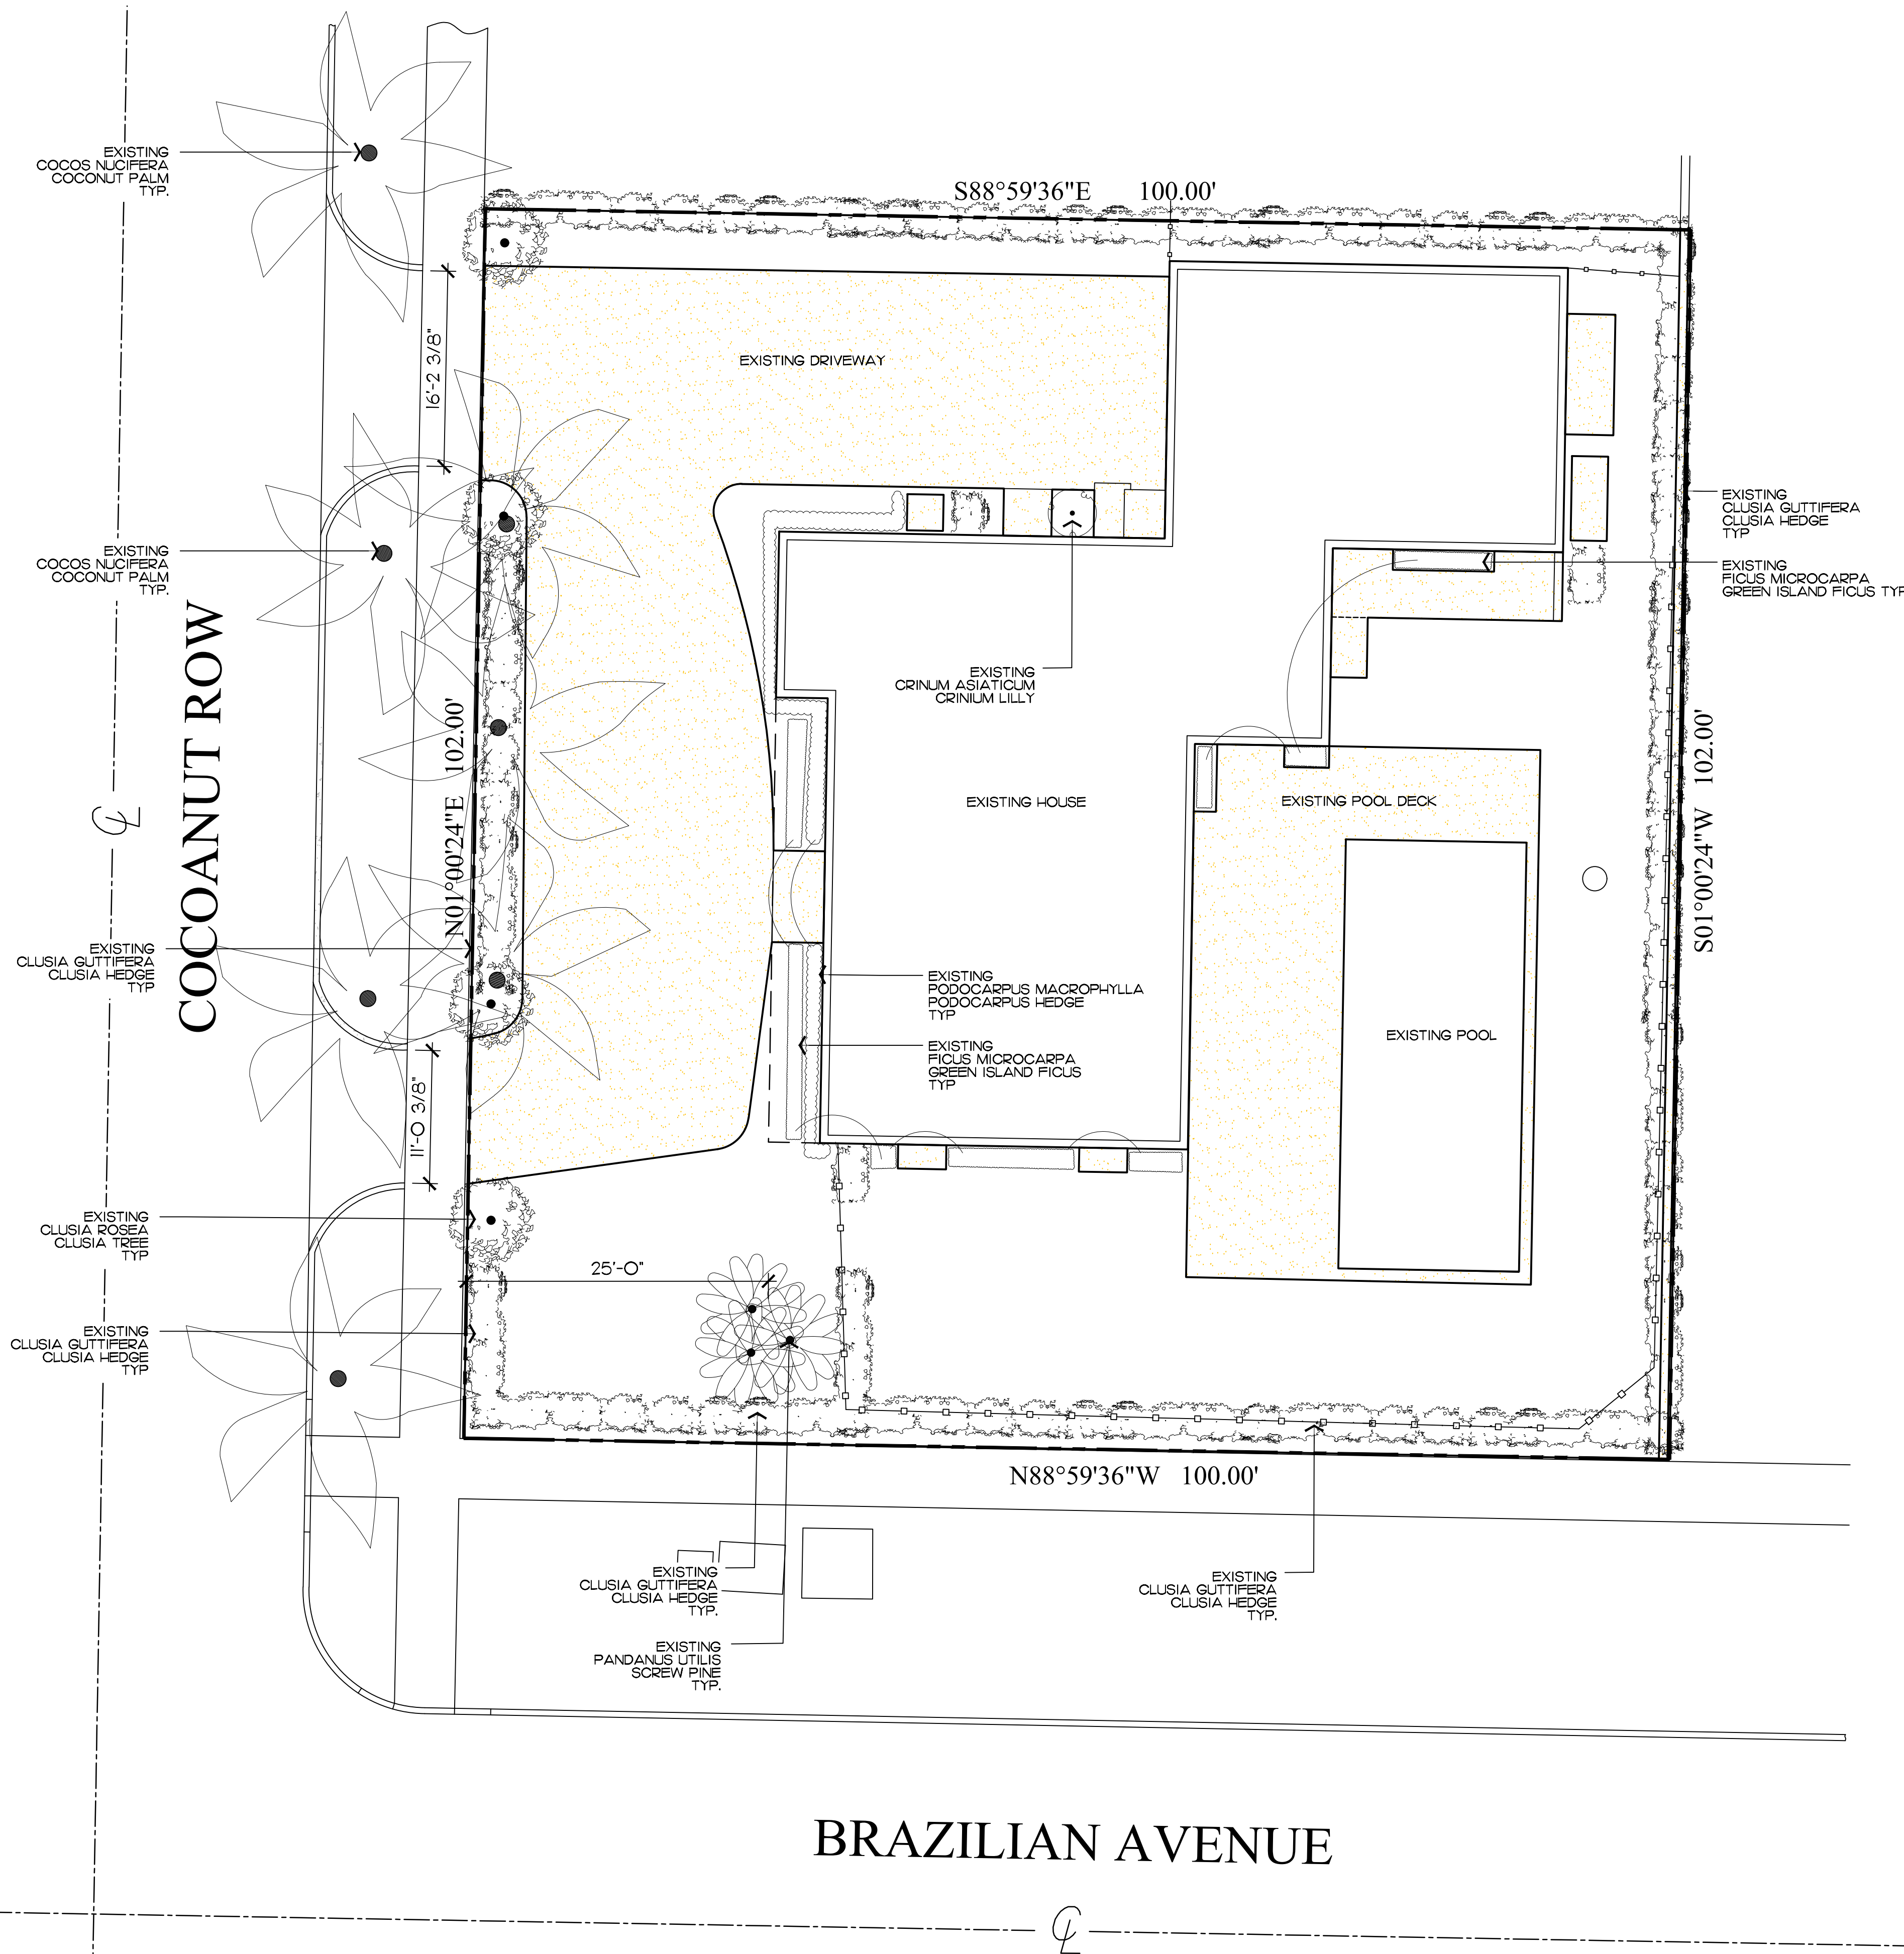 S88°59'36"E 100.00'
EXISTING
COCOS NUCIFERA
COCONUT PALM
TYP.
16'-2 3/8"
EXISTING DRIVEWAY
EXISTING
CLUSIA GUTTIFERA
CLUSIA HEDGE
TYP
EXISTING
FICUS MICROCARPA
GREEN ISLAND FICUS TYP
EXISTING
COCOS NUCIFERA
COCONUT PALM
TYP.
COCOANUT ROW
N01°00'24"E 102.00'
EXISTING
CRINUM ASIATICUM
CRINIUM LILLY
EXISTING HOUSE
EXISTING POOL DECK
S01°00'24"W 102.00'
EXISTING
CLUSIA GUTTIFERA
CLUSIA HEDGE
TYP
EXISTING
PODOCARPUS MACROPHYLLA
PODOCARPUS HEDGE
TYP
EXISTING
FICUS MICROCARPA
GREEN ISLAND FICUS
TYP
EXISTING POOL
11'-0 3/8"
EXISTING
CLUSIA ROSEA
CLUSIA TREE
TYP
25'-0"
EXISTING
CLUSIA GUTTIFERA
CLUSIA HEDGE
TYP
N88°59'36"W 100.00'
EXISTING
CLUSIA GUTTIFERA
CLUSIA HEDGE
TYP.
EXISTING
CLUSIA GUTTIFERA
CLUSIA HEDGE
TYP.
EXISTING
PANDANUS UTILIS
SCREW PINE
TYP.
BRAZILIAN AVENUE